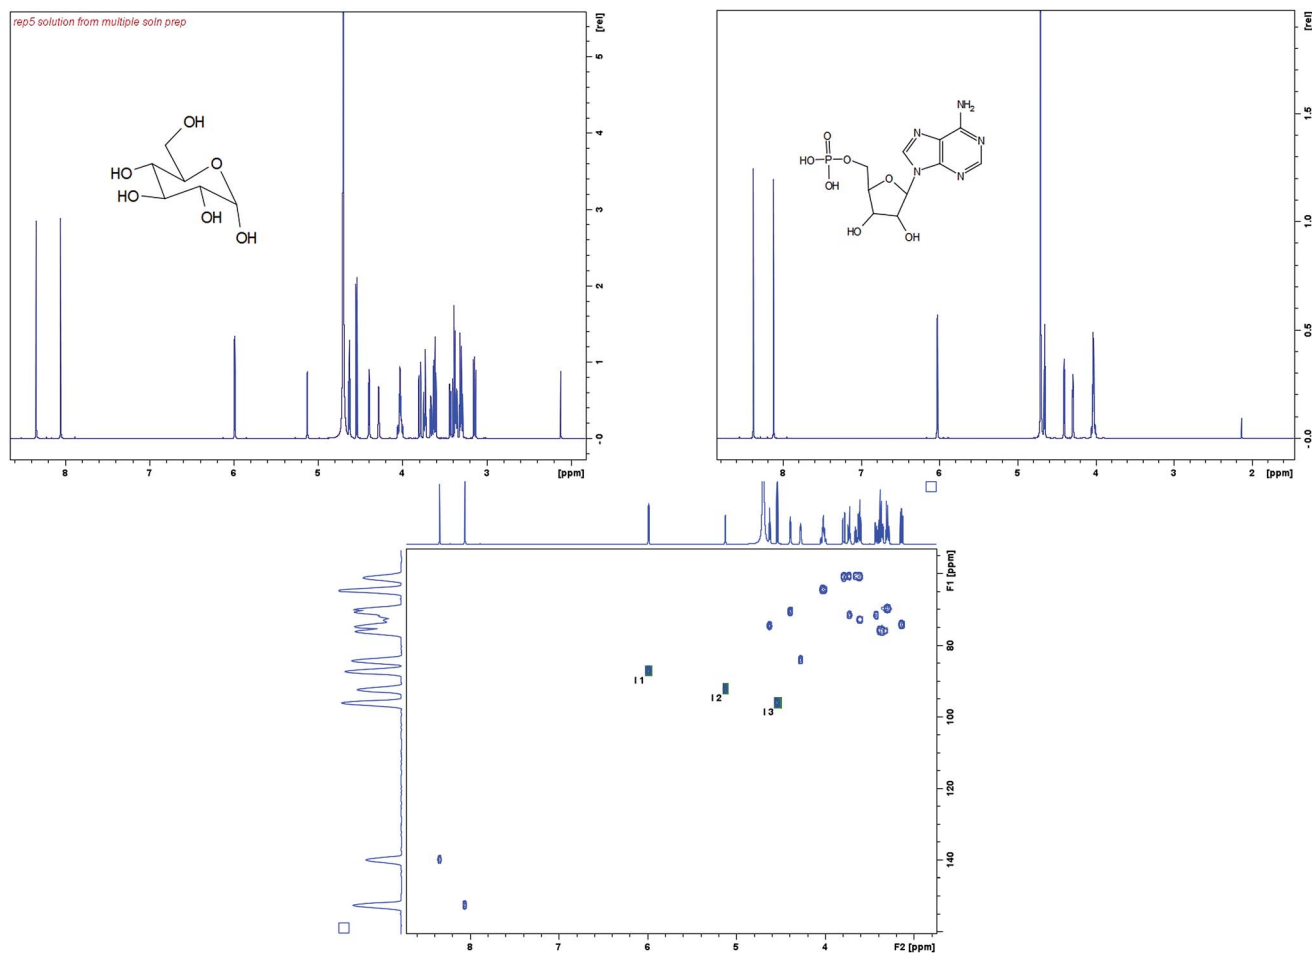 rep5 solution from multiple soln prep
[rel]
5
4
3
2
1
0
OH
HO
O
HO
OH
OH
8
7
6
5
4
3
[ppm]
[rel]
1.5
1.0
0.5
-0.0
NH₂
N
N
O
HO
P
O
O
N
N
OH
HO
OH
8
7
6
5
4
3
2
[ppm]
F1 [ppm]
80
100
120
140
I 1
I 2
I 3
8
7
6
5
4
F2 [ppm]